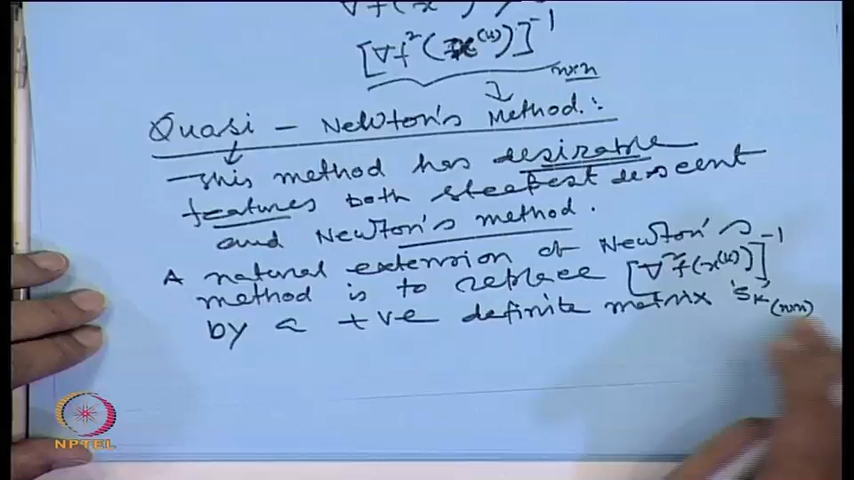 ∇f(x
[∇f²(x^(k))]^-1
n×n
Quasi - Newton's Method:
This method has desirable
features both steepest descent
and Newton's method.
A natural extension of Newton's
method is to replace [∇²f(x^(k))]^-1
by a +ve definite matrix 'S_K' (n×n)
NPTEL